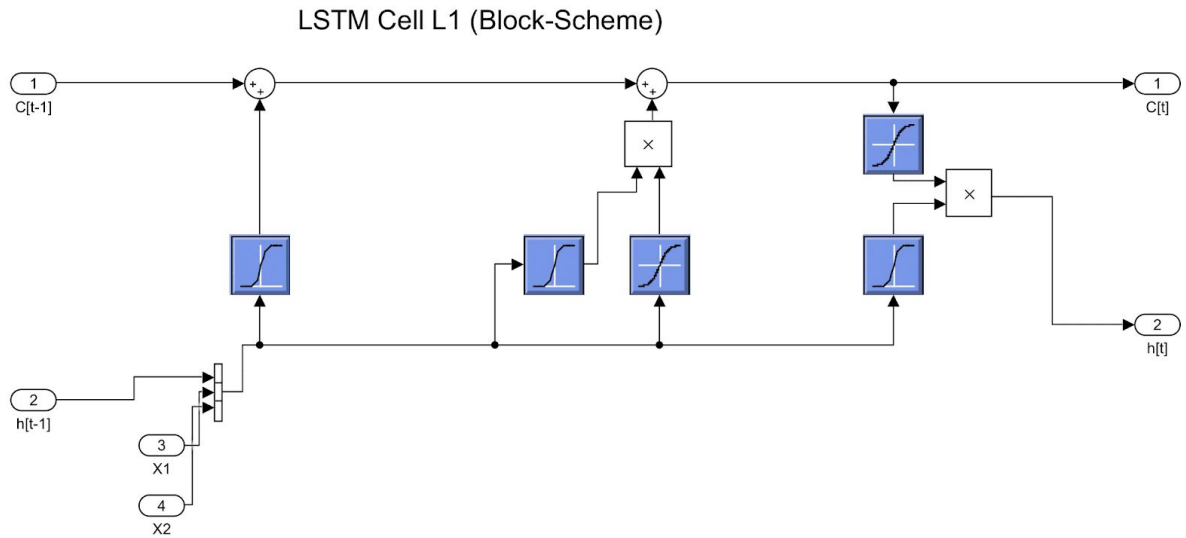 LSTM Cell L1 (Block-Scheme)
1
C[t-1]
+
+
+
+
1
C[t]
×
×
2
h[t]
2
h[t-1]
3
X1
4
X2